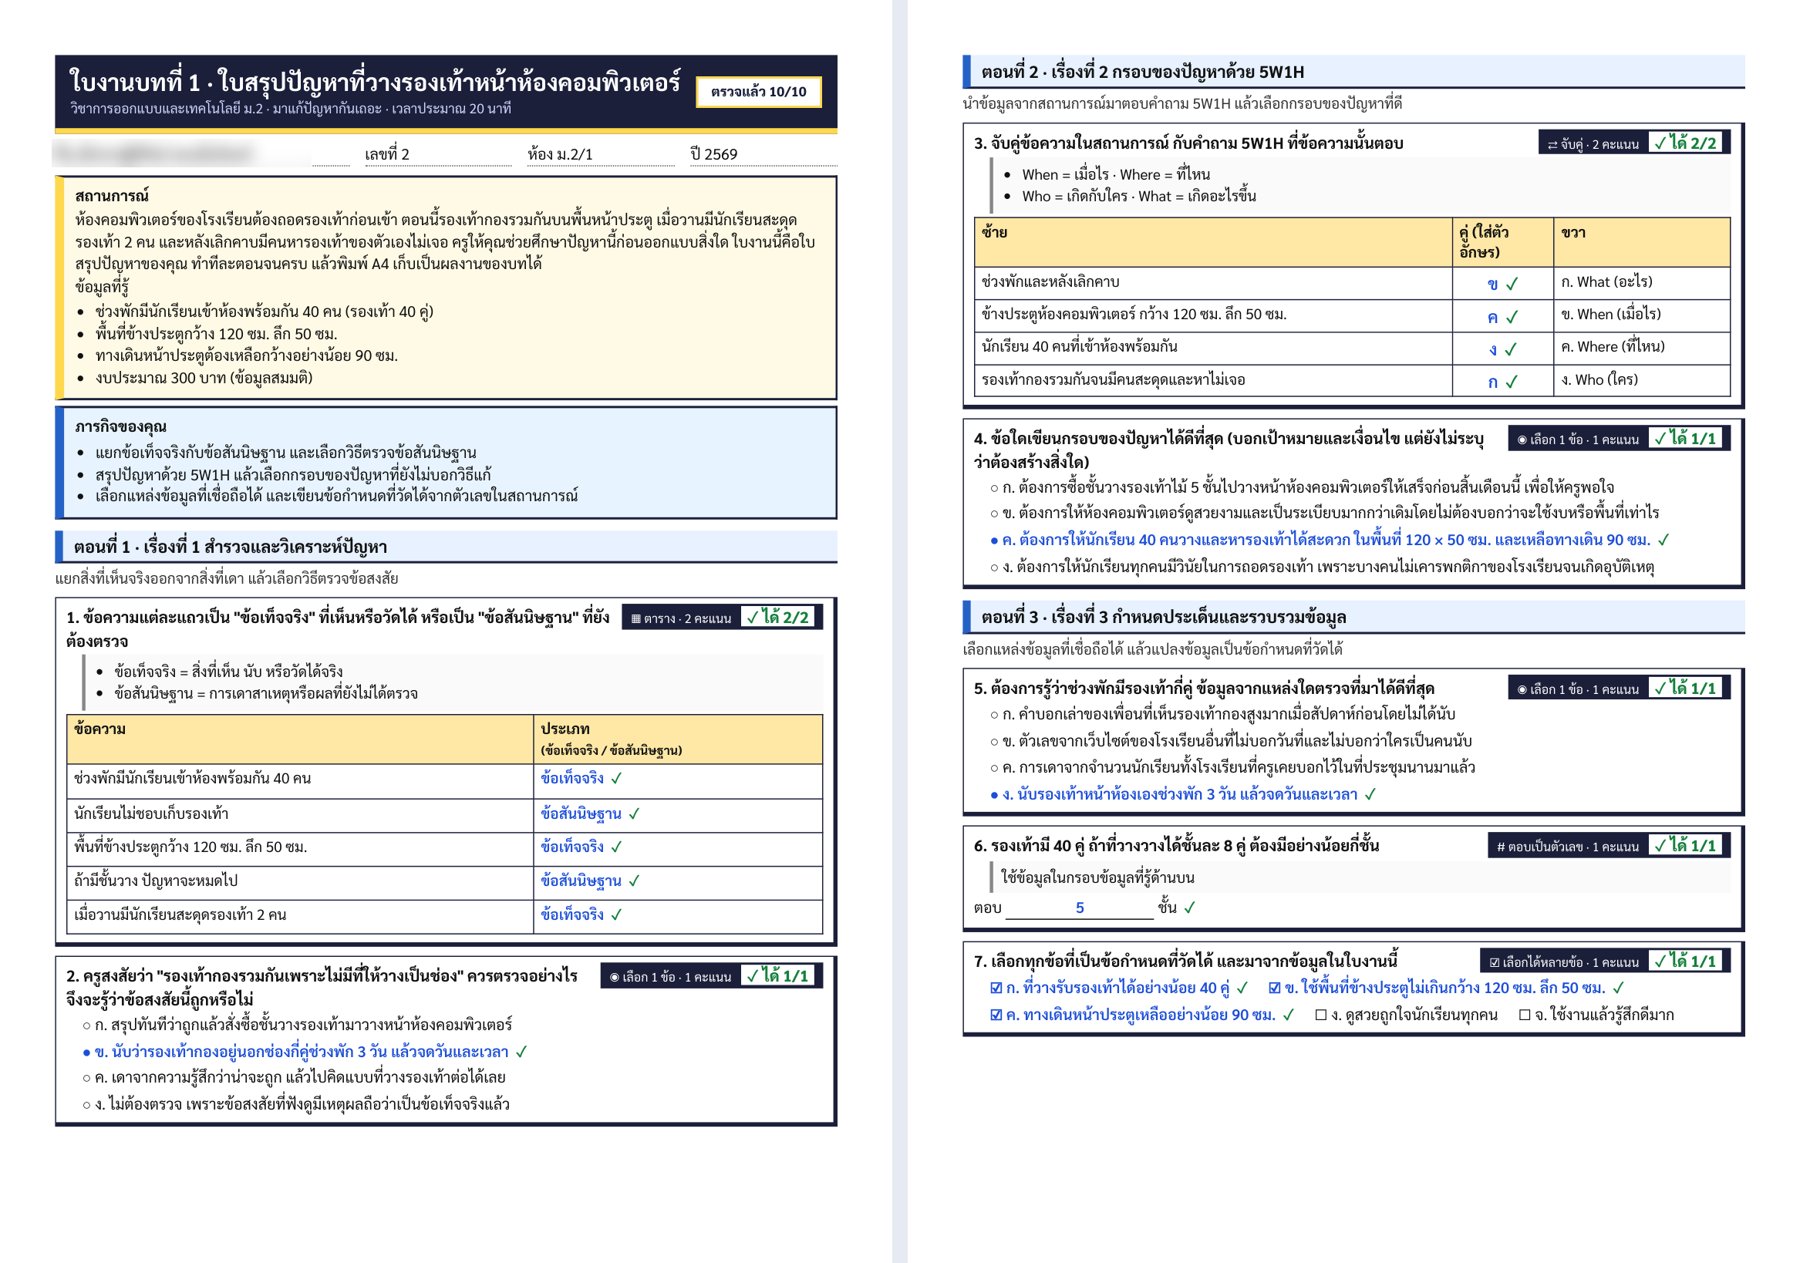 ใบงานบทที่ 1 · ใบสรุปปัญหาที่วางรองเท้าหน้าห้องคอมพิวเตอร์
วิชาการออกแบบและเทคโนโลยี ม.2 · มาแก้ปัญหากันเถอะ · เวลาประมาณ 20 นาที
ตรวจแล้ว 10/10
เลขที่ 2 ห้อง ม.2/1 ปี 2569
สถานการณ์
ห้องคอมพิวเตอร์ของโรงเรียนต้องถอดรองเท้าก่อนเข้า ตอนนี้รองเท้ากองรวมกันบนพื้นหน้าประตู เมื่อวานมีนักเรียนสะดุด
รองเท้า 2 คน และหลังเลิกคาบมีคนหารองเท้าของตัวเองไม่เจอ ครูให้คุณช่วยศึกษาปัญหานี้ก่อนออกแบบสิ่งใด ใบงานนี้คือใบ
สรุปปัญหาของคุณ ทำทีละตอนจนครบ แล้วพิมพ์ A4 เก็บเป็นผลงานของบทได้
ข้อมูลที่รู้
• ช่วงพักมีนักเรียนเข้าห้องพร้อมกัน 40 คน (รองเท้า 40 คู่)
• พื้นที่ข้างประตูกว้าง 120 ซม. ลึก 50 ซม.
• ทางเดินหน้าประตูต้องเหลือกว้างอย่างน้อย 90 ซม.
• งบประมาณ 300 บาท (ข้อมูลสมมติ)
ภารกิจของคุณ
• แยกข้อเท็จจริงกับข้อสันนิษฐาน และเลือกวิธีตรวจข้อสันนิษฐาน
• สรุปปัญหาด้วย 5W1H แล้วเลือกกรอบของปัญหาที่ยังไม่บอกวิธีแก้
• เลือกแหล่งข้อมูลที่เชื่อถือได้ และเขียนข้อกำหนดที่วัดได้จากตัวเลขในสถานการณ์
ตอนที่ 1 · เรื่องที่ 1 สำรวจและวิเคราะห์ปัญหา
แยกสิ่งที่เห็นจริงออกจากสิ่งที่เดา แล้วเลือกวิธีตรวจข้อสงสัย
1. ข้อความแต่ละแถวเป็น "ข้อเท็จจริง" ที่เห็นหรือวัดได้ หรือเป็น "ข้อสันนิษฐาน" ที่ยัง
ต้องตรวจ
▦ ตาราง · 2 คะแนน ✓ ได้ 2/2
• ข้อเท็จจริง = สิ่งที่เห็น นับ หรือวัดได้จริง
• ข้อสันนิษฐาน = การเดาสาเหตุหรือผลที่ยังไม่ได้ตรวจ
ข้อความ ประเภท
(ข้อเท็จจริง / ข้อสันนิษฐาน)
ช่วงพักมีนักเรียนเข้าห้องพร้อมกัน 40 คน ข้อเท็จจริง ✓
นักเรียนไม่ชอบเก็บรองเท้า ข้อสันนิษฐาน ✓
พื้นที่ข้างประตูกว้าง 120 ซม. ลึก 50 ซม. ข้อเท็จจริง ✓
ถ้ามีชั้นวาง ปัญหาจะหมดไป ข้อสันนิษฐาน ✓
เมื่อวานมีนักเรียนสะดุดรองเท้า 2 คน ข้อเท็จจริง ✓
2. ครูสงสัยว่า "รองเท้ากองรวมกันเพราะไม่มีที่ให้วางเป็นช่อง" ควรตรวจอย่างไร
จึงจะรู้ว่าข้อสงสัยนี้ถูกหรือไม่
◉ เลือก 1 ข้อ · 1 คะแนน ✓ ได้ 1/1
○ ก. สรุปทันทีว่าถูกแล้วสั่งซื้อชั้นวางรองเท้ามาวางหน้าห้องคอมพิวเตอร์
● ข. นับว่ารองเท้ากองอยู่นอกช่องกี่คู่ช่วงพัก 3 วัน แล้วจดวันและเวลา ✓
○ ค. เดาจากความรู้สึกว่าน่าจะถูก แล้วไปคิดแบบที่วางรองเท้าต่อได้เลย
○ ง. ไม่ต้องตรวจ เพราะข้อสงสัยที่ฟังดูมีเหตุผลถือว่าเป็นข้อเท็จจริงแล้ว
ตอนที่ 2 · เรื่องที่ 2 กรอบของปัญหาด้วย 5W1H
นำข้อมูลจากสถานการณ์มาตอบคำถาม 5W1H แล้วเลือกกรอบของปัญหาที่ดี
3. จับคู่ข้อความในสถานการณ์ กับคำถาม 5W1H ที่ข้อความนั้นตอบ
⇄ จับคู่ · 2 คะแนน ✓ ได้ 2/2
• When = เมื่อไร · Where = ที่ไหน
• Who = เกิดกับใคร · What = เกิดอะไรขึ้น
ซ้าย คู่ (ใส่ตัว ขวา
อักษร)
ช่วงพักและหลังเลิกคาบ ข ✓ ก. What (อะไร)
ข้างประตูห้องคอมพิวเตอร์ กว้าง 120 ซม. ลึก 50 ซม. ค ✓ ข. When (เมื่อไร)
นักเรียน 40 คนที่เข้าห้องพร้อมกัน ง ✓ ค. Where (ที่ไหน)
รองเท้ากองรวมกันจนมีคนสะดุดและหาไม่เจอ ก ✓ ง. Who (ใคร)
4. ข้อใดเขียนกรอบของปัญหาได้ดีที่สุด (บอกเป้าหมายและเงื่อนไข แต่ยังไม่ระบุ
ว่าต้องสร้างสิ่งใด)
◉ เลือก 1 ข้อ · 1 คะแนน ✓ ได้ 1/1
○ ก. ต้องการซื้อชั้นวางรองเท้าไม้ 5 ชั้นไปวางหน้าห้องคอมพิวเตอร์ให้เสร็จก่อนสิ้นเดือนนี้ เพื่อให้ครูพอใจ
○ ข. ต้องการให้ห้องคอมพิวเตอร์ดูสวยงามและเป็นระเบียบมากกว่าเดิมโดยไม่ต้องบอกว่าจะใช้งบหรือพื้นที่เท่าไร
● ค. ต้องการให้นักเรียน 40 คนวางและหารองเท้าได้สะดวก ในพื้นที่ 120 × 50 ซม. และเหลือทางเดิน 90 ซม. ✓
○ ง. ต้องการให้นักเรียนทุกคนมีวินัยในการถอดรองเท้า เพราะบางคนไม่เคารพกติกาของโรงเรียนจนเกิดอุบัติเหตุ
ตอนที่ 3 · เรื่องที่ 3 กำหนดประเด็นและรวบรวมข้อมูล
เลือกแหล่งข้อมูลที่เชื่อถือได้ แล้วแปลงข้อมูลเป็นข้อกำหนดที่วัดได้
5. ต้องการรู้ว่าช่วงพักมีรองเท้ากี่คู่ ข้อมูลจากแหล่งใดตรวจที่มาได้ดีที่สุด
◉ เลือก 1 ข้อ · 1 คะแนน ✓ ได้ 1/1
○ ก. คำบอกเล่าของเพื่อนที่เห็นรองเท้ากองสูงมากเมื่อสัปดาห์ก่อนโดยไม่ได้นับ
○ ข. ตัวเลขจากเว็บไซต์ของโรงเรียนอื่นที่ไม่บอกวันที่และไม่บอกว่าใครเป็นคนนับ
○ ค. การเดาจากจำนวนนักเรียนทั้งโรงเรียนที่ครูเคยบอกไว้ในที่ประชุมนานมาแล้ว
● ง. นับรองเท้าหน้าห้องเองช่วงพัก 3 วัน แล้วจดวันและเวลา ✓
6. รองเท้ามี 40 คู่ ถ้าที่วางวางได้ชั้นละ 8 คู่ ต้องมีอย่างน้อยกี่ชั้น
# ตอบเป็นตัวเลข · 1 คะแนน ✓ ได้ 1/1
ใช้ข้อมูลในกรอบข้อมูลที่รู้ด้านบน
ตอบ 5 ชั้น ✓
7. เลือกทุกข้อที่เป็นข้อกำหนดที่วัดได้ และมาจากข้อมูลในใบงานนี้
☑ เลือกได้หลายข้อ · 1 คะแนน ✓ ได้ 1/1
☑ ก. ที่วางรับรองเท้าได้อย่างน้อย 40 คู่ ✓ ☑ ข. ใช้พื้นที่ข้างประตูไม่เกินกว้าง 120 ซม. ลึก 50 ซม. ✓
☑ ค. ทางเดินหน้าประตูเหลืออย่างน้อย 90 ซม. ✓ ☐ ง. ดูสวยถูกใจนักเรียนทุกคน ☐ จ. ใช้งานแล้วรู้สึกดีมาก